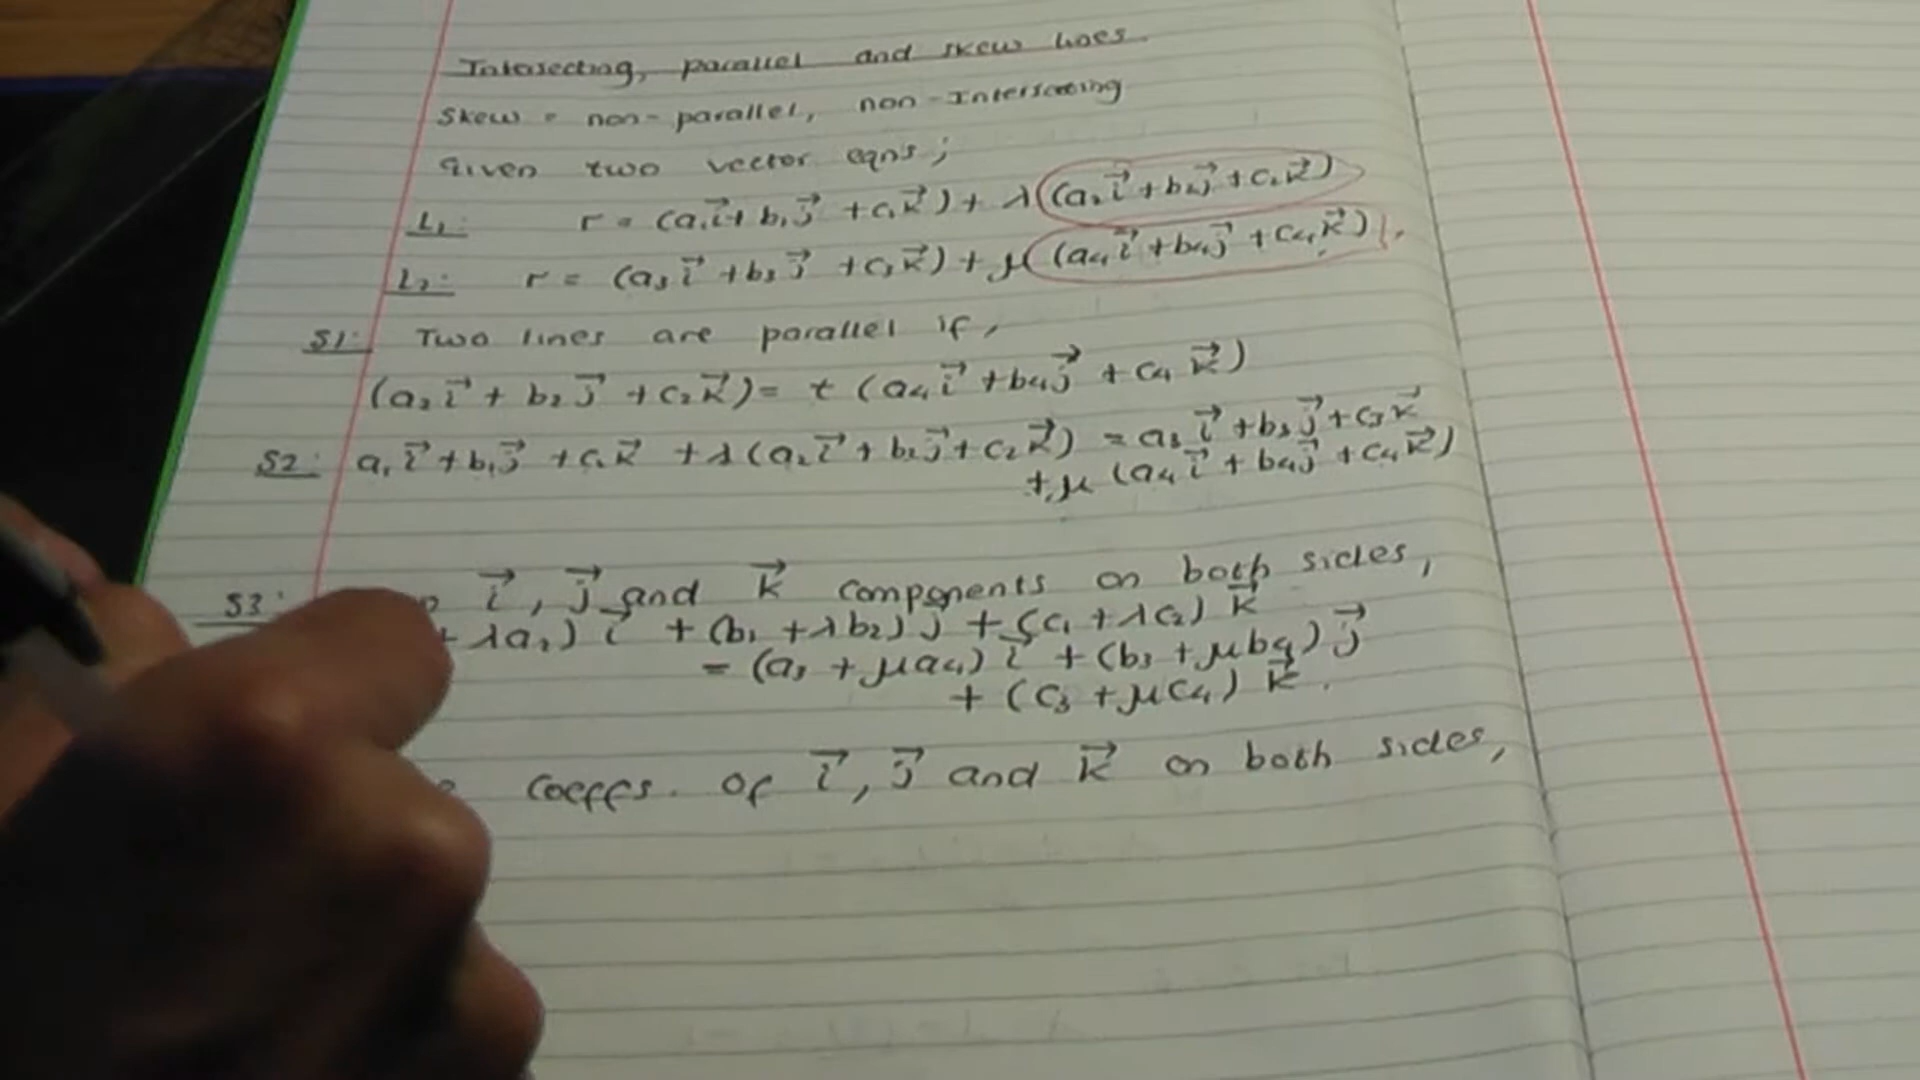 Intersecting, parallel and skew lines.
Skew = non-parallel, non-Intersecting
Given two vector eqns;
L₁: r = (a₁i⃗ + b₁j⃗ + c₁k⃗) + λ(a₂i⃗ + b₂j⃗ + c₂k⃗)
L₂: r = (a₃i⃗ + b₃j⃗ + c₃k⃗) + μ(a₄i⃗ + b₄j⃗ + c₄k⃗).
S1: Two lines are parallel if,
(a₂i⃗ + b₂j⃗ + c₂k⃗) = t (a₄i⃗ + b₄j⃗ + c₄k⃗)
S2: a₁i⃗ + b₁j⃗ + c₁k⃗ + λ(a₂i⃗ + b₂j⃗ + c₂k⃗) = a₃i⃗ + b₃j⃗ + c₃k⃗
+ μ(a₄i⃗ + b₄j⃗ + c₄k⃗)
S3: i⃗, j⃗ and k⃗ components on both sides,
+ λa₂) i⃗ + (b₁ + λb₂) j⃗ + (c₁ + λc₂) k⃗
= (a₃ + μa₄) i⃗ + (b₃ + μb₄) j⃗
+ (c₃ + μc₄) k⃗.
coeffs. of i⃗, j⃗ and k⃗ on both sides,